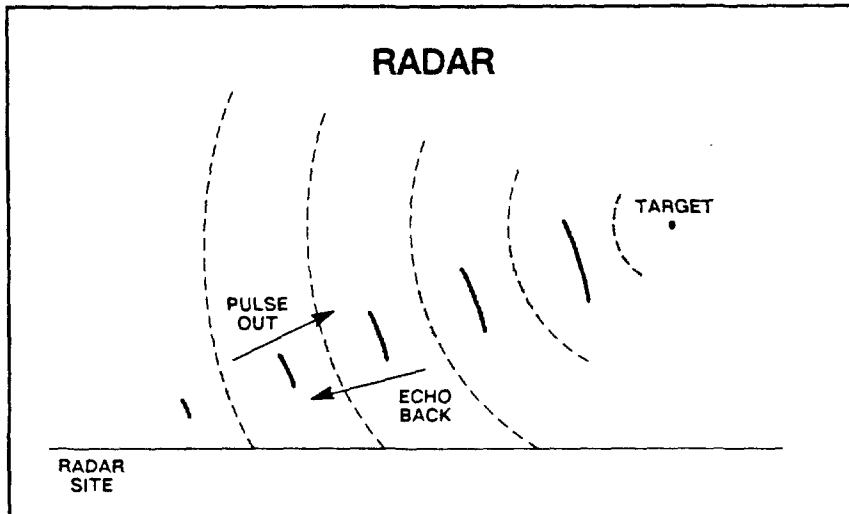 RADAR
TARGET
PULSE
OUT
ECHO
BACK
RADAR
SITE